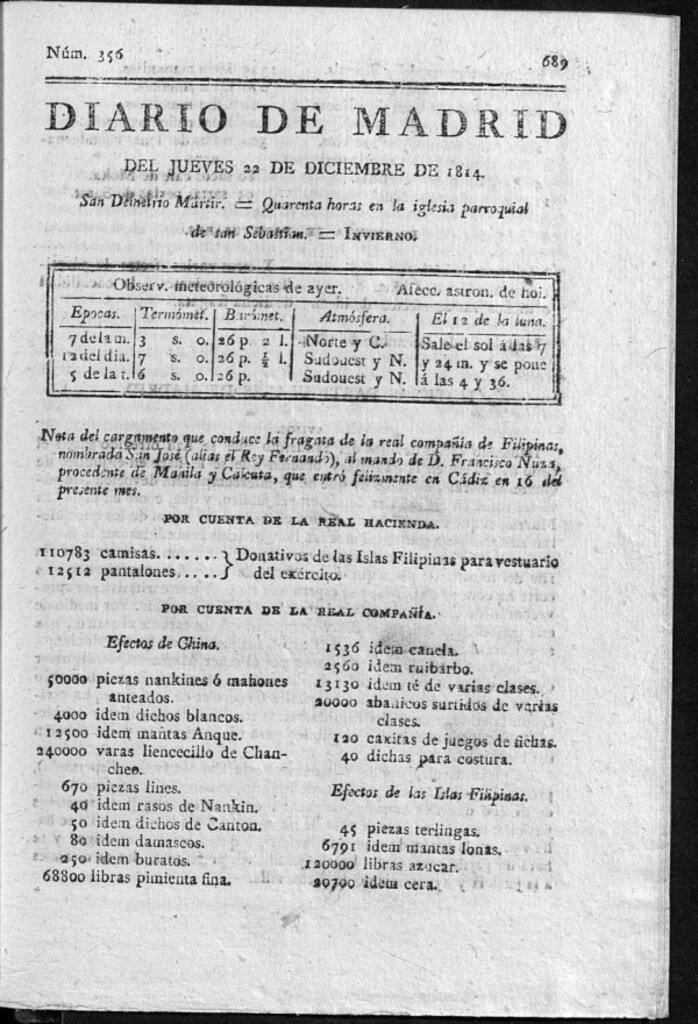 Núm. 356
689
DIARIO DE MADRID
DEL JUEVES 22 DE DICIEMBRE DE 1814.
San Demetrio Mártir. = Quarenta horas en la iglesia parroquial
de san Sebastian. = INVIERNO.
Observ. meteorológicas de ayer. Afecc. astron. de hoi.
Epocas. Termómet. Barómet. Atmósfera. El 12 de la luna.
7 de la m. 3 s. o. 26 p. 2 l. Norte y C. Sale el sol á las 7
12 del dia. 7 s. o. 26 p. ½ l. Sudouest y N. y 24 m. y se pone
5 de la t. 6 s. o. 26 p. Sudouest y N. á las 4 y 36.
Nota del cargamento que conduce la fragata de la real compañía de Filipinas,
nombrada San José (alias el Rey Fernando), al mando de D. Francisco Nuza,
procedente de Manila y Calcuta, que entró felizmente en Cádiz en 16 del
presente mes.
POR CUENTA DE LA REAL HACIENDA.
110783 camisas....... } Donativos de las Islas Filipinas para vestuario
12512 pantalones..... } del exército.
POR CUENTA DE LA REAL COMPAÑÍA.
Efectos de China.
50000 piezas nankines ó mahones
anteados.
4000 idem dichos blancos.
12500 idem mantas Anque.
240000 varas liencecillo de Chan-
cheo.
670 piezas lines.
40 idem rasos de Nankin.
50 idem dichos de Canton.
80 idem damascos.
250 idem buratos.
68800 libras pimienta fina.
1536 idem canela.
2560 idem ruibarbo.
13130 idem té de varias clases.
20000 abanicos surtidos de varias
clases.
120 caxitas de juegos de fichas.
40 dichas para costura.
Efectos de las Islas Filipinas.
45 piezas terlingas.
6791 idem mantas lonas.
120000 libras azucar.
20700 idem cera.